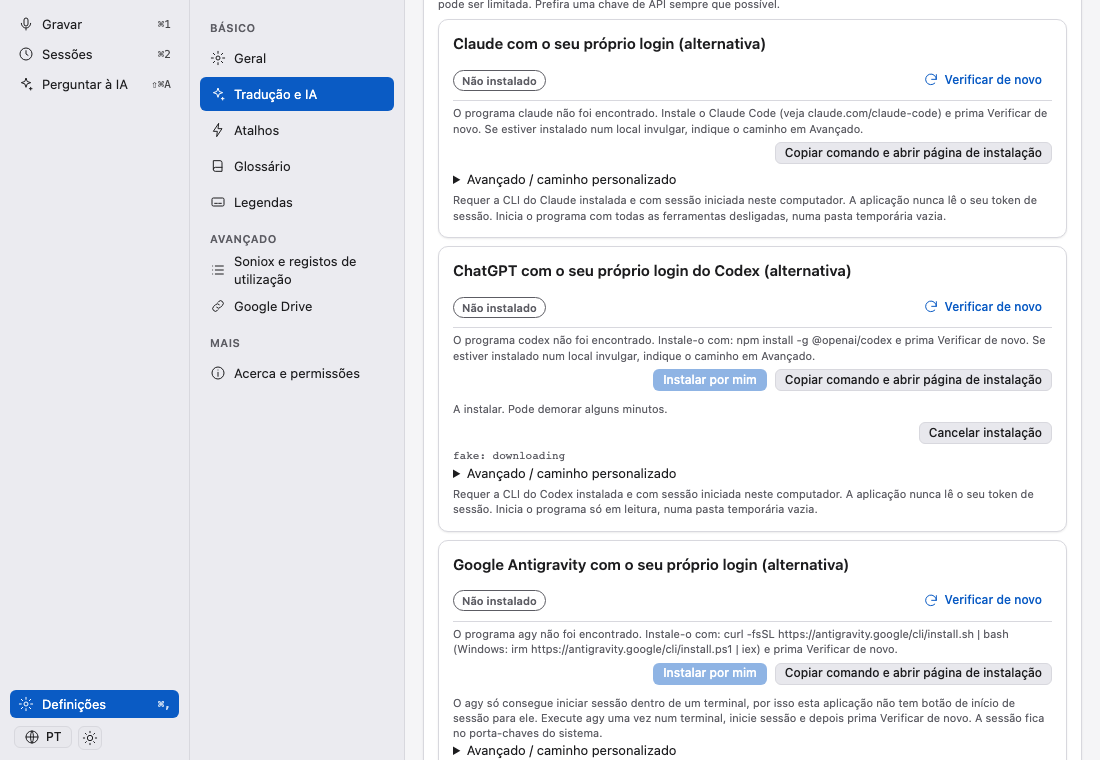 Gravar ⌘1
Sessões ⌘2
Perguntar à IA ⇧⌘A
Definições ⌘,
PT
BÁSICO
Geral
Tradução e IA
Atalhos
Glossário
Legendas
AVANÇADO
Soniox e registos de
utilização
Google Drive
MAIS
Acerca e permissões
pode ser limitada. Prefira uma chave de API sempre que possível.
Claude com o seu próprio login (alternativa)
Não instalado
Verificar de novo
O programa claude não foi encontrado. Instale o Claude Code (veja claude.com/claude-code) e prima Verificar de
novo. Se estiver instalado num local invulgar, indique o caminho em Avançado.
Copiar comando e abrir página de instalação
Avançado / caminho personalizado
Requer a CLI do Claude instalada e com sessão iniciada neste computador. A aplicação nunca lê o seu token de
sessão. Inicia o programa com todas as ferramentas desligadas, numa pasta temporária vazia.
ChatGPT com o seu próprio login do Codex (alternativa)
Não instalado
Verificar de novo
O programa codex não foi encontrado. Instale-o com: npm install -g @openai/codex e prima Verificar de novo. Se
estiver instalado num local invulgar, indique o caminho em Avançado.
Instalar por mim
Copiar comando e abrir página de instalação
A instalar. Pode demorar alguns minutos.
Cancelar instalação
fake: downloading
Avançado / caminho personalizado
Requer a CLI do Codex instalada e com sessão iniciada neste computador. A aplicação nunca lê o seu token de
sessão. Inicia o programa só em leitura, numa pasta temporária vazia.
Google Antigravity com o seu próprio login (alternativa)
Não instalado
Verificar de novo
O programa agy não foi encontrado. Instale-o com: curl -fsSL https://antigravity.google/cli/install.sh | bash
(Windows: irm https://antigravity.google/cli/install.ps1 | iex) e prima Verificar de novo.
Instalar por mim
Copiar comando e abrir página de instalação
O agy só consegue iniciar sessão dentro de um terminal, por isso esta aplicação não tem botão de início de
sessão para ele. Execute agy uma vez num terminal, inicie sessão e depois prima Verificar de novo. A sessão fica
no porta-chaves do sistema.
Avançado / caminho personalizado